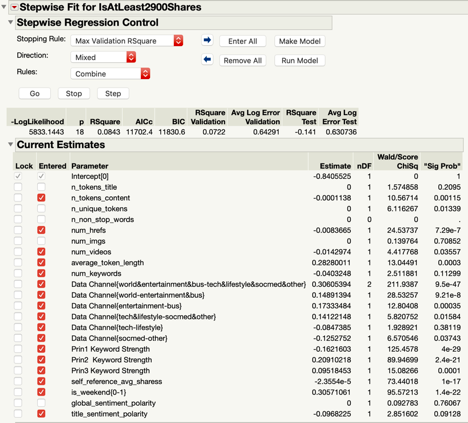 Stepwise Fit for IsAtLeast2900Shares
Stepwise Regression Control
Stopping Rule: Max Validation RSquare Enter All Make Model
Direction: Mixed Remove All Run Model
Rules: Combine
Go Stop Step
RSquare Avg Log Error RSquare Avg Log
-LogLikelihood p RSquare AICc BIC Validation Validation Test Error Test
5833.1443 18 0.0843 11702.4 11830.6 0.0722 0.64291 -0.141 0.630736
Current Estimates
Wald/Score
Lock Entered Parameter Estimate nDF ChiSq "Sig Prob"
Intercept[0] -0.8405525 1 0 1
n_tokens_title 0 1 1.574858 0.2095
n_tokens_content -0.0001138 1 10.56714 0.00115
n_unique_tokens 0 1 6.116267 0.01339
n_non_stop_words 0 0 0 .
num_hrefs -0.0083665 1 24.53737 7.29e-7
num_imgs 0 1 0.139764 0.70852
num_videos -0.0142974 1 4.417768 0.03557
average_token_length 0.28280011 1 13.04491 0.0003
num_keywords -0.0403248 1 2.511881 0.11299
Data Channel{world&entertainment&bus-tech&lifestyle&socmed&other} 0.30605394 2 211.9387 9.5e-47
Data Channel{world-entertainment&bus} 0.14891394 1 28.53257 9.21e-8
Data Channel{entertainment-bus} 0.17333484 1 12.80408 0.00035
Data Channel{tech&lifestyle-socmed&other} 0.14122148 1 5.820752 0.01584
Data Channel{tech-lifestyle} -0.0847385 1 1.928921 0.38119
Data Channel{socmed-other} -0.1252752 1 6.570546 0.03743
Prin1 Keyword Strength -0.1621603 1 125.4578 4e-29
Prin2 Keyword Strength 0.20910218 1 89.94699 2.4e-21
Prin3 Keyword Strength 0.09518453 1 15.08266 0.0001
self_reference_avg_sharess -2.3554e-5 1 73.44018 1e-17
is_weekend{0-1} 0.30571061 1 95.57213 1.4e-22
global_sentiment_polarity 0 1 0.092783 0.76067
title_sentiment_polarity -0.0968225 1 2.851602 0.09128